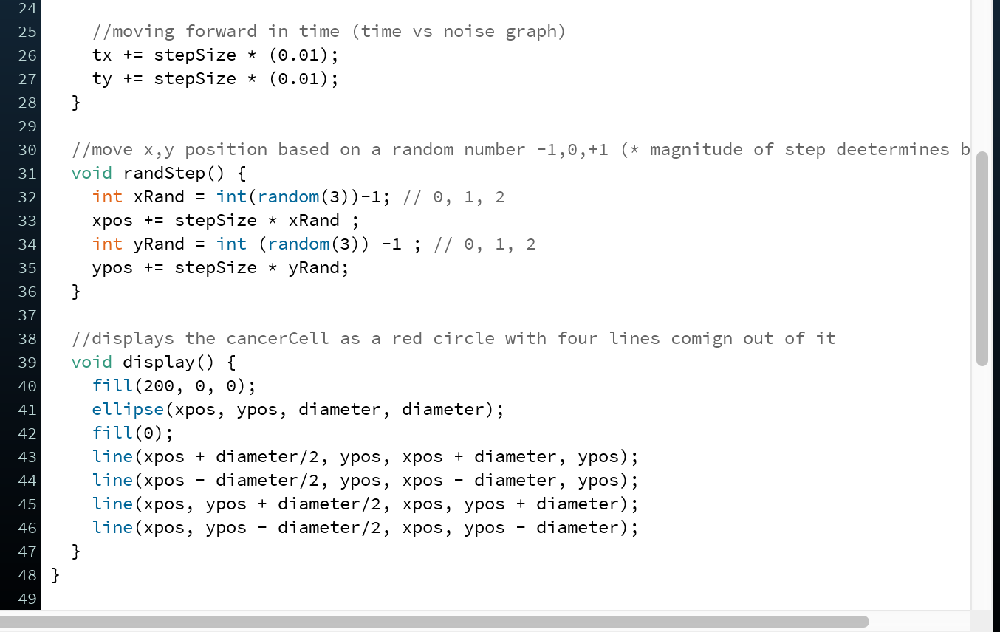 24
25 //moving forward in time (time vs noise graph)
26 tx += stepSize * (0.01);
27 ty += stepSize * (0.01);
28 }
29
30 //move x,y position based on a random number -1,0,+1 (* magnitude of step deetermines b
31 void randStep() {
32 int xRand = int(random(3))-1; // 0, 1, 2
33 xpos += stepSize * xRand ;
34 int yRand = int (random(3)) -1 ; // 0, 1, 2
35 ypos += stepSize * yRand;
36 }
37
38 //displays the cancerCell as a red circle with four lines comign out of it
39 void display() {
40 fill(200, 0, 0);
41 ellipse(xpos, ypos, diameter, diameter);
42 fill(0);
43 line(xpos + diameter/2, ypos, xpos + diameter, ypos);
44 line(xpos - diameter/2, ypos, xpos - diameter, ypos);
45 line(xpos, ypos + diameter/2, xpos, ypos + diameter);
46 line(xpos, ypos - diameter/2, xpos, ypos - diameter);
47 }
48 }
49